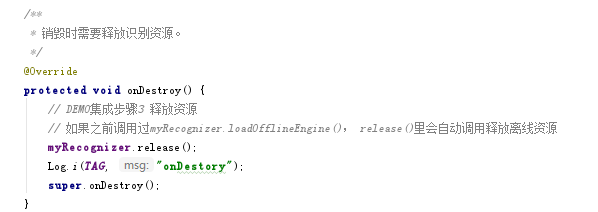 /**
 * 销毁时需要释放识别资源。
 */
@Override
protected void onDestroy() {
    // DEMO集成步骤3 释放资源
    // 如果之前调用过myRecognizer.loadOfflineEngine()， release()里会自动调用释放离线资源
    myRecognizer.release();
    Log.i(TAG, msg: "onDestory");
    super.onDestroy();
}